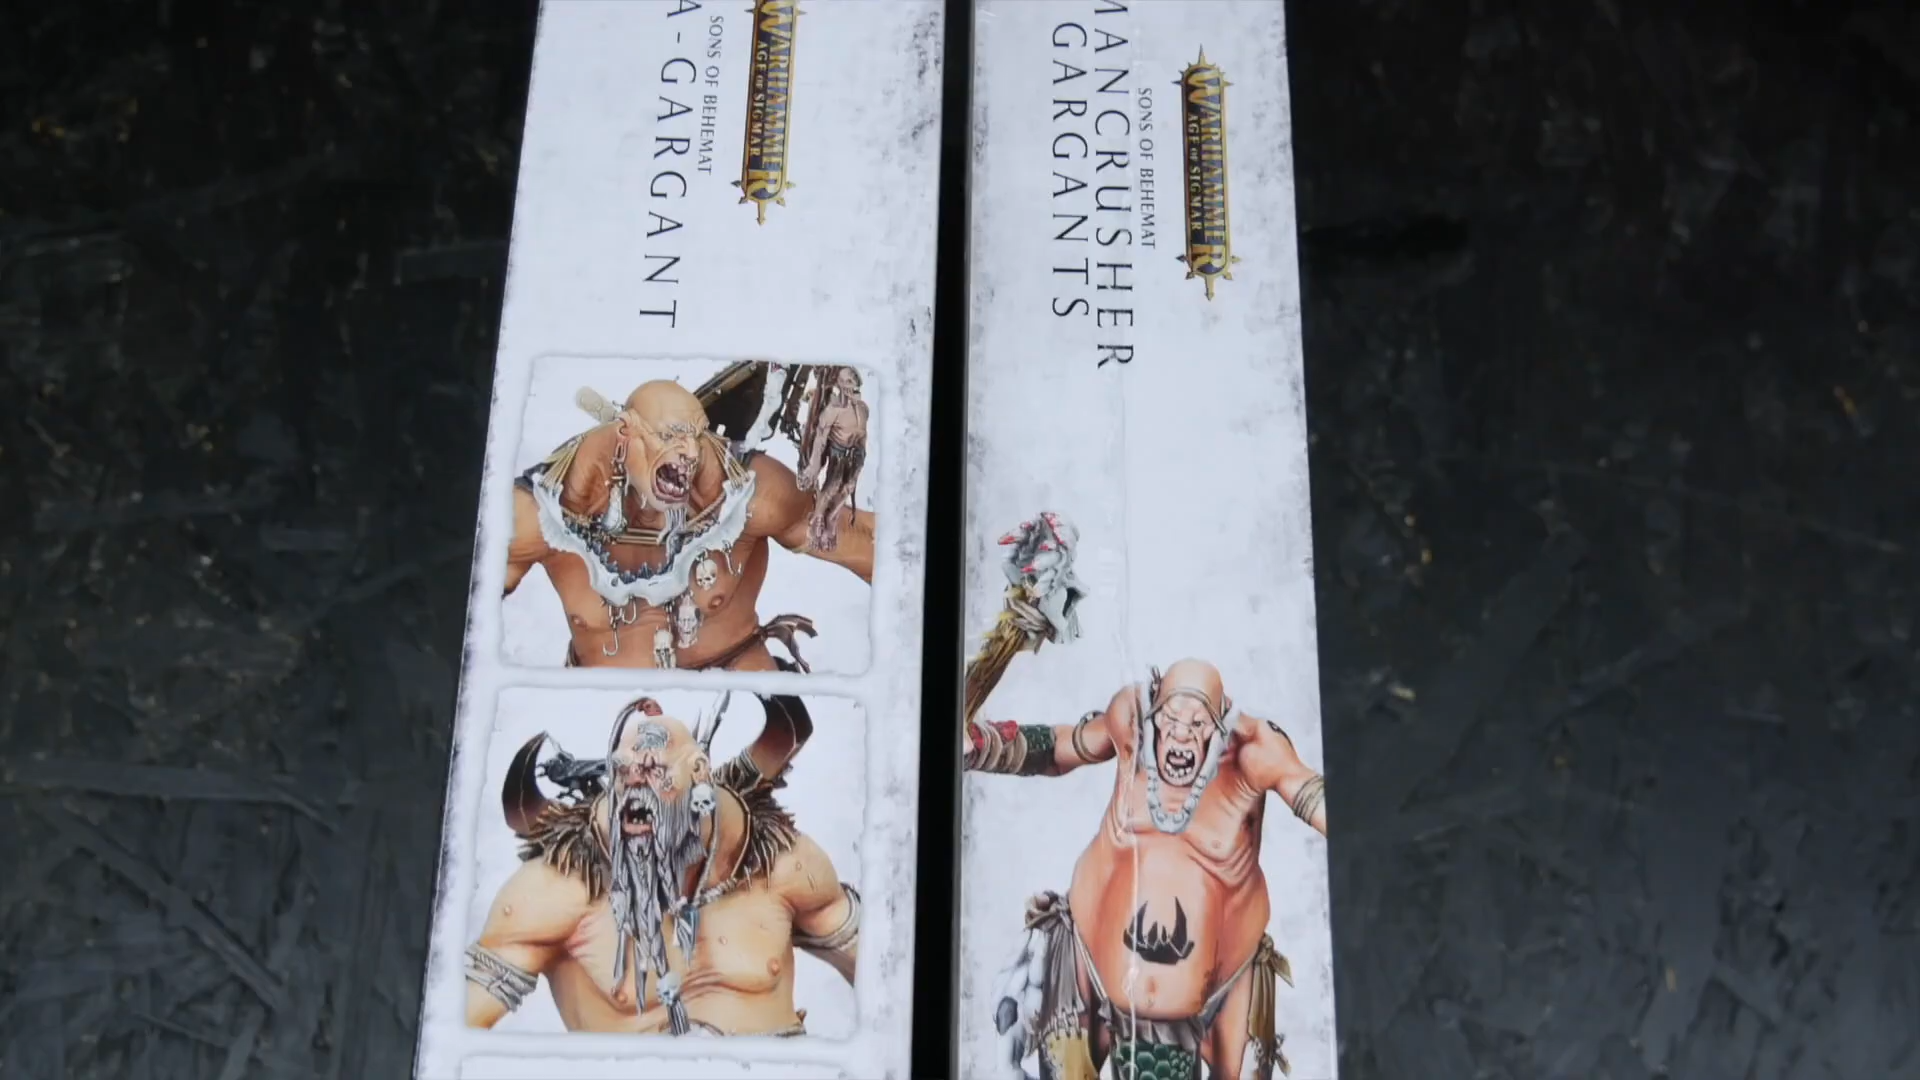 WARHAMMER
AGE OF SIGMAR
SONS OF BEHEMAT
A-GARGANT
WARHAMMER
AGE OF SIGMAR
SONS OF BEHEMAT
MANCRUSHER
GARGANTS